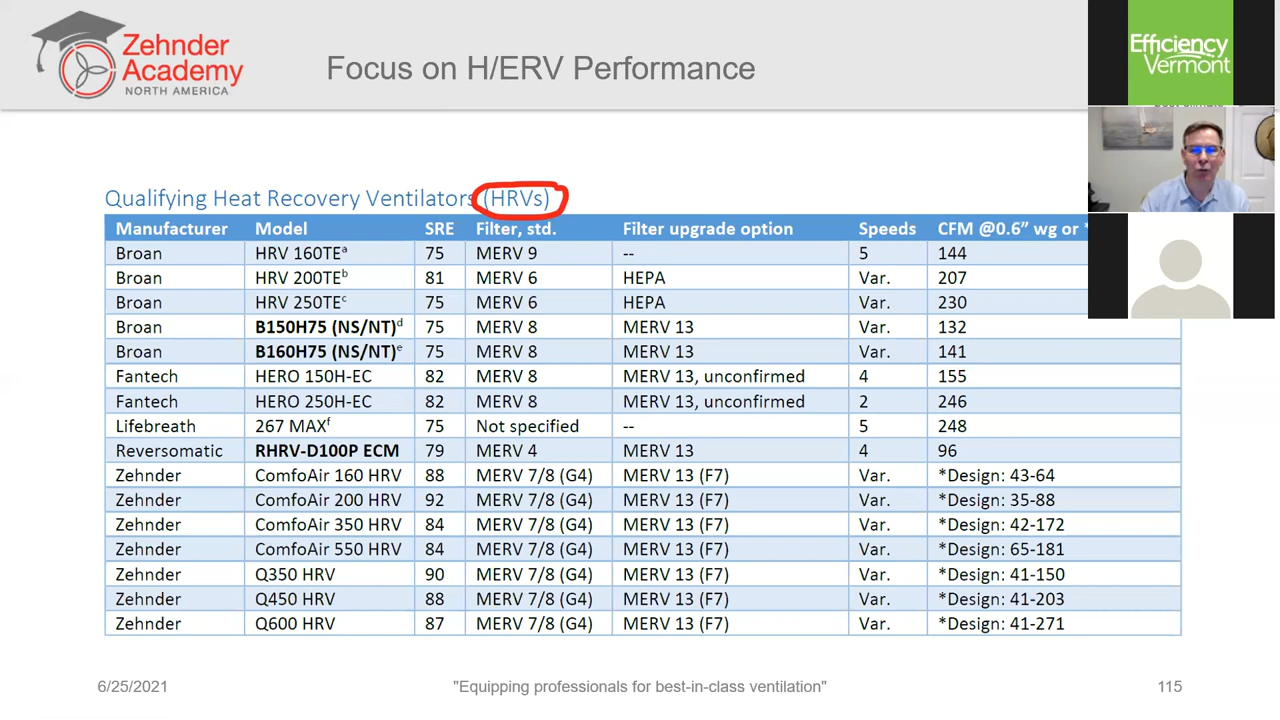 Zehnder
Academy
NORTH AMERICA
Focus on H/ERV Performance
Efficiency
Vermont
Qualifying Heat Recovery Ventilators (HRVs)
Manufacturer Model SRE Filter, std. Filter upgrade option Speeds CFM @0.6” wg or *
Broan HRV 160TEᵃ 75 MERV 9 -- 5 144
Broan HRV 200TEᵇ 81 MERV 6 HEPA Var. 207
Broan HRV 250TEᶜ 75 MERV 6 HEPA Var. 230
Broan B150H75 (NS/NT)ᵈ 75 MERV 8 MERV 13 Var. 132
Broan B160H75 (NS/NT)ᵉ 75 MERV 8 MERV 13 Var. 141
Fantech HERO 150H-EC 82 MERV 8 MERV 13, unconfirmed 4 155
Fantech HERO 250H-EC 82 MERV 8 MERV 13, unconfirmed 2 246
Lifebreath 267 MAXᶠ 75 Not specified -- 5 248
Reversomatic RHRV-D100P ECM 79 MERV 4 MERV 13 4 96
Zehnder ComfoAir 160 HRV 88 MERV 7/8 (G4) MERV 13 (F7) Var. *Design: 43-64
Zehnder ComfoAir 200 HRV 92 MERV 7/8 (G4) MERV 13 (F7) Var. *Design: 35-88
Zehnder ComfoAir 350 HRV 84 MERV 7/8 (G4) MERV 13 (F7) Var. *Design: 42-172
Zehnder ComfoAir 550 HRV 84 MERV 7/8 (G4) MERV 13 (F7) Var. *Design: 65-181
Zehnder Q350 HRV 90 MERV 7/8 (G4) MERV 13 (F7) Var. *Design: 41-150
Zehnder Q450 HRV 88 MERV 7/8 (G4) MERV 13 (F7) Var. *Design: 41-203
Zehnder Q600 HRV 87 MERV 7/8 (G4) MERV 13 (F7) Var. *Design: 41-271
6/25/2021 "Equipping professionals for best-in-class ventilation" 115